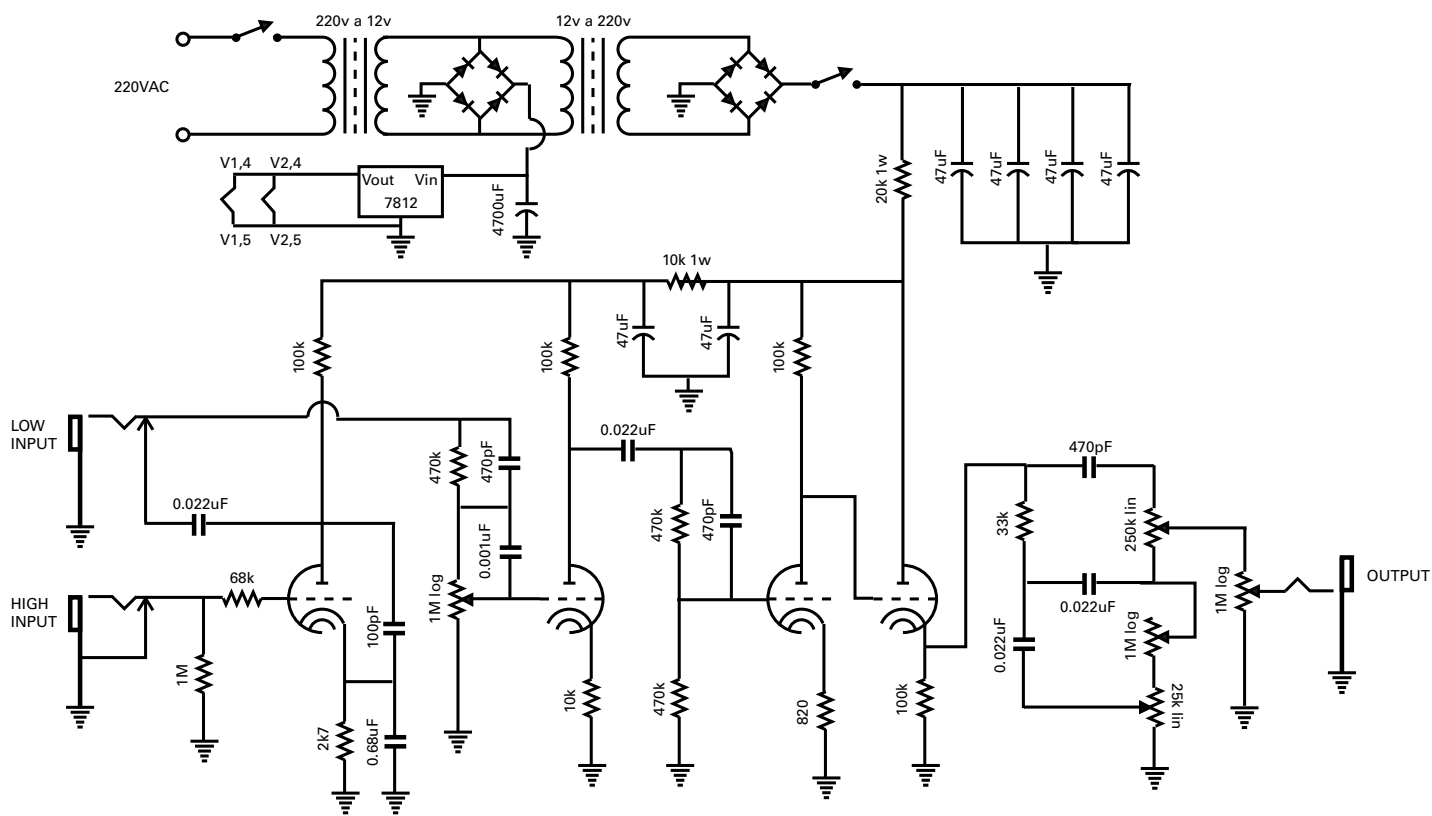 220v a 12v
12v a 220v
220VAC
V1,4
V2,4
Vout
Vin
7812
V1,5
V2,5
4700uF
20k 1w
47uF
47uF
47uF
47uF
10k 1w
100k
100k
47uF
47uF
100k
LOW
INPUT
0.022uF
470k
470pF
0.022uF
470k
470pF
470pF
33k
250k lin
0.022uF
68k
HIGH
INPUT
1M
100pF
1M log
0.001uF
0.022uF
1M log
1M log
OUTPUT
2k7
0.68uF
10k
470k
820
100k
25k lin